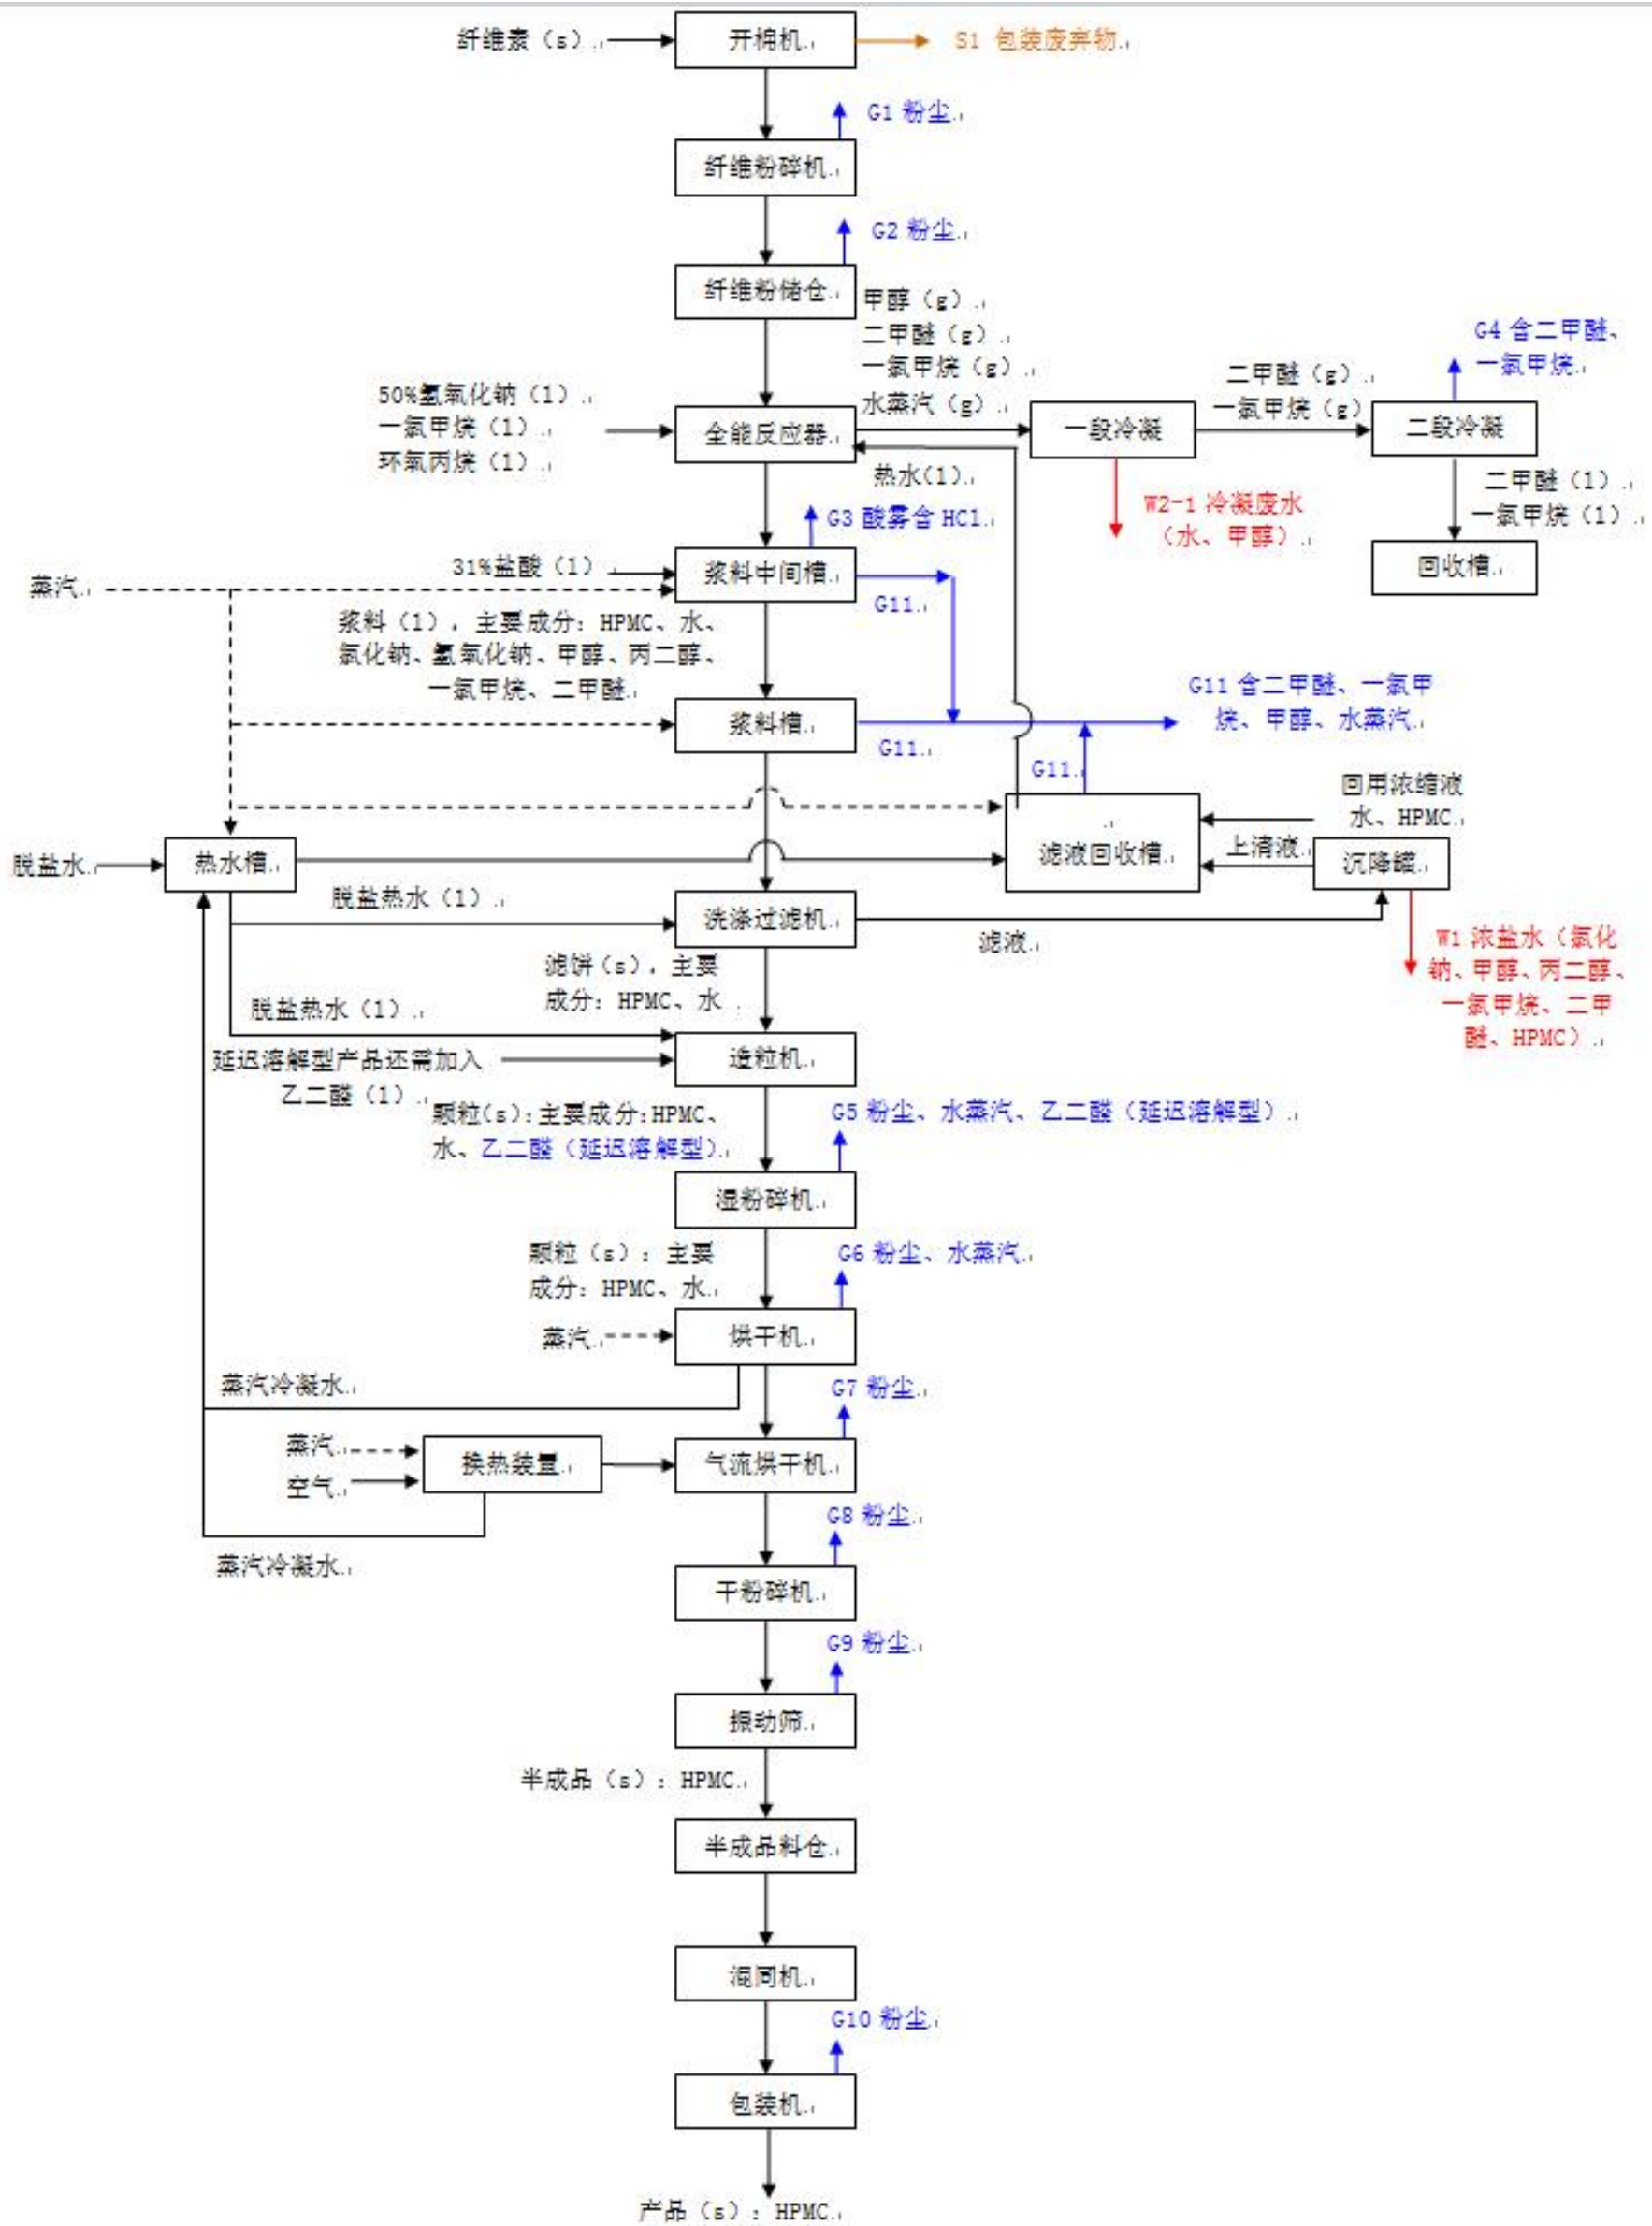 纤维素（s）
开棉机
S1 包装废弃物
G1 粉尘
纤维粉碎机
G2 粉尘
纤维粉储仓
甲醇（g）
二甲醚（g）
一氯甲烷（g）
水蒸汽（g）
G4 含二甲醚、
一氯甲烷
二甲醚（g）
一氯甲烷（g）
50%氢氧化钠（l）
一氯甲烷（l）
环氧丙烷（l）
全能反应器
一段冷凝
二段冷凝
热水(l)
二甲醚（l）
一氯甲烷（l）
W2-1 冷凝废水
（水、甲醇）
G3 酸雾含 HCl
回收槽
31%盐酸（l）
浆料中间槽
蒸汽
G11
浆料（l），主要成分：HPMC、水、
氯化钠、氢氧化钠、甲醇、丙二醇、
一氯甲烷、二甲醚
G11 含二甲醚、一氯甲
烷、甲醇、水蒸汽
浆料槽
G11
G11
回用浓缩液
水、HPMC
滤液回收槽
上清液
沉降罐
脱盐水
热水槽
脱盐热水（l）
洗涤过滤机
滤液
W1 浓盐水（氯化
钠、甲醇、丙二醇、
一氯甲烷、二甲
醚、HPMC）
滤饼（s），主要
成分：HPMC、水
脱盐热水（l）
造粒机
延迟溶解型产品还需加入
乙二醛（l）
颗粒(s)：主要成分：HPMC、
水、乙二醛（延迟溶解型）
G5 粉尘、水蒸汽、乙二醛（延迟溶解型）
湿粉碎机
颗粒（s）：主要
成分：HPMC、水
G6 粉尘、水蒸汽
蒸汽
烘干机
蒸汽冷凝水
G7 粉尘
蒸汽
空气
换热装置
气流烘干机
G8 粉尘
蒸汽冷凝水
干粉碎机
G9 粉尘
振动筛
半成品（s）：HPMC
半成品料仓
混同机
G10 粉尘
包装机
产品（s）：HPMC